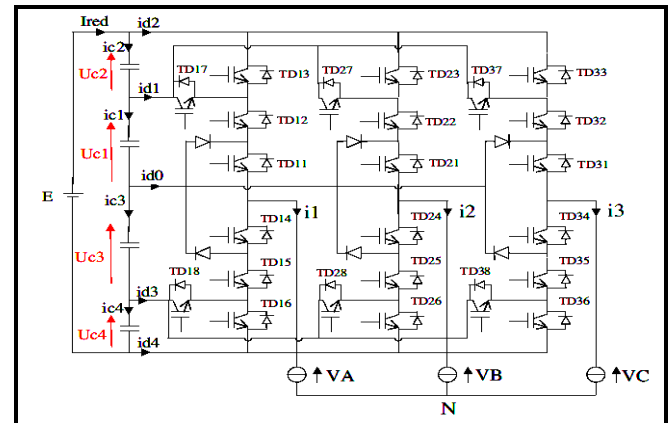 Ired id2
ic2
Uc2
TD17 TD13 TD27 TD23 TD37 TD33
id1
ic1
TD12 TD22 TD32
Uc1
TD11 TD21 TD31
E
id0
ic3
i1 i2 i3
TD14 TD24 TD34
Uc3
TD15 TD25 TD35
TD18 TD28 TD38
id3
ic4
TD16 TD26 TD36
Uc4
id4
VA VB VC
N